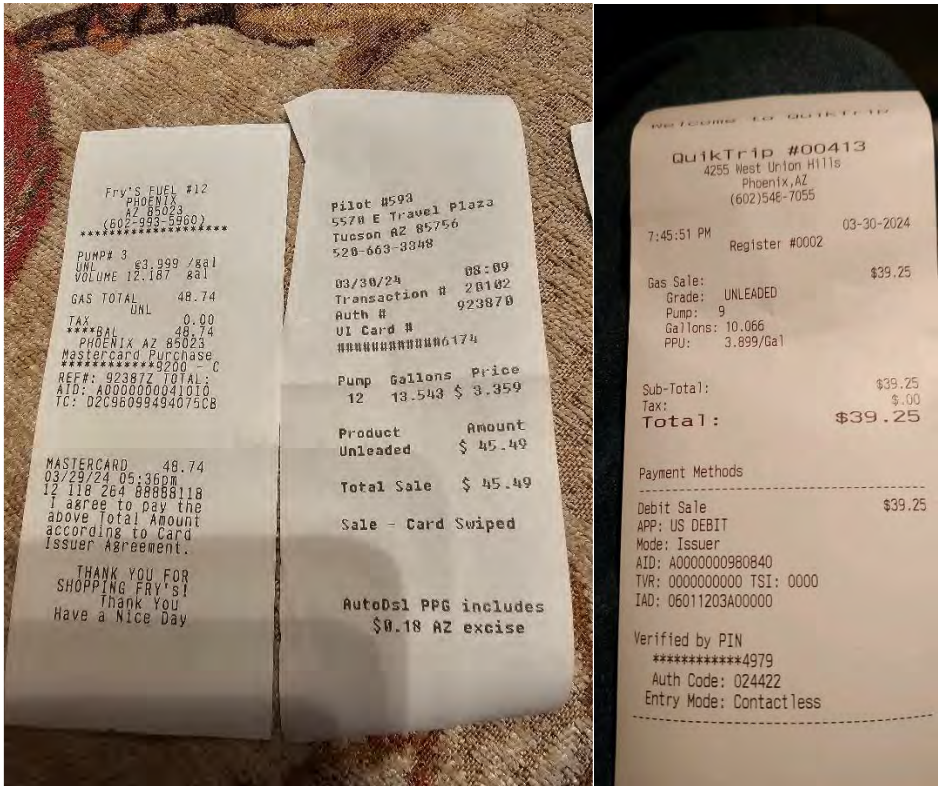 Fry'S FUEL #12
PHOENIX
AZ 85023
(602-993-5960)
********************
PUMP# 3
UNL @3.999 /gal
VOLUME 12.187 gal
GAS TOTAL 48.74
UNL
TAX 0.00
****BAL 48.74
PHOENIX AZ 85023
Mastercard Purchase
************9200 - C
REF#: 92387Z TOTAL:
AID: A0000000041010
TC: D2C96099494075CB
MASTERCARD 48.74
03/29/24 05:36pm
12 118 264 88888118
I agree to pay the
above Total Amount
according to Card
Issuer Agreement.
THANK YOU FOR
SHOPPING FRY's!
Thank You
Have a Nice Day
Pilot #593
5570 E Travel Plaza
Tucson AZ 85756
520-663-3348
03/30/24 08:09
Transaction # 20102
Auth # 923870
VI Card #
############6174
Pump Gallons Price
12 13.543 $ 3.359
Product Amount
Unleaded $ 45.49
Total Sale $ 45.49
Sale - Card Swiped
AutoDsl PPG includes
$0.18 AZ excise
Welcome to QuikTrip
QuikTrip #00413
4255 West Union Hills
Phoenix,AZ
(602)548-7055
7:45:51 PM 03-30-2024
Register #0002
Gas Sale: $39.25
Grade: UNLEADED
Pump: 9
Gallons: 10.066
PPU: 3.899/Gal
Sub-Total: $39.25
Tax: $.00
Total: $39.25
Payment Methods
Debit Sale $39.25
APP: US DEBIT
Mode: Issuer
AID: A0000000980840
TVR: 0000000000 TSI: 0000
IAD: 06011203A00000
Verified by PIN
************4979
Auth Code: 024422
Entry Mode: Contactless